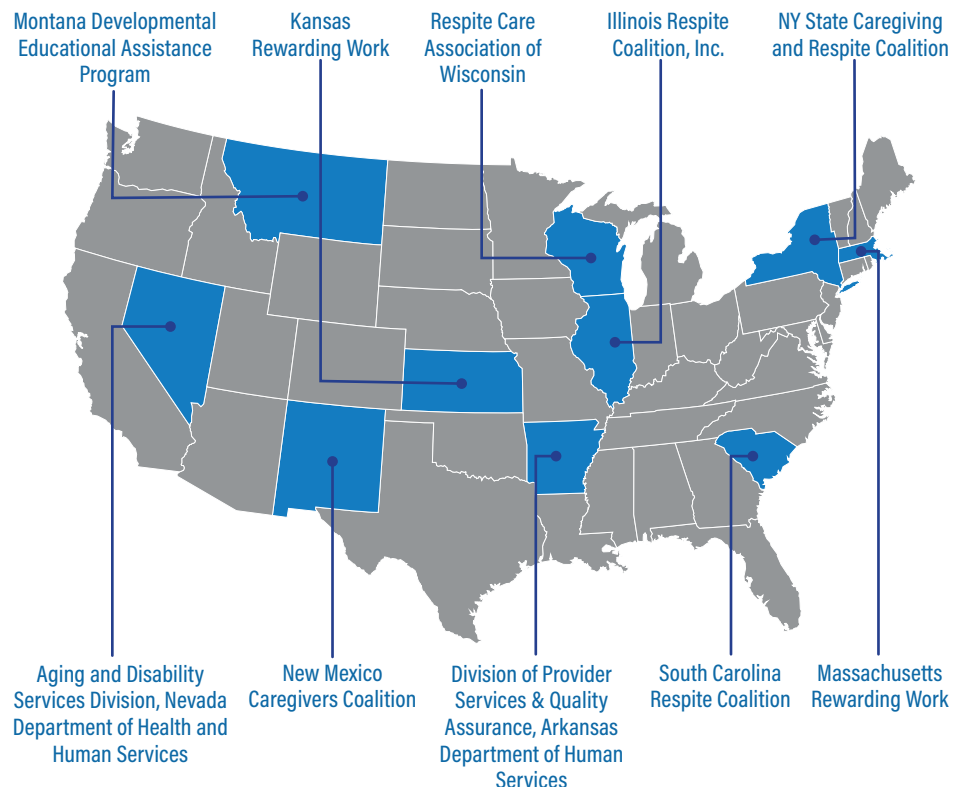 Montana Developmental
Educational Assistance
Program
Kansas
Rewarding Work
Respite Care
Association of
Wisconsin
Illinois Respite
Coalition, Inc.
NY State Caregiving
and Respite Coalition
Aging and Disability
Services Division, Nevada
Department of Health and
Human Services
New Mexico
Caregivers Coalition
Division of Provider
Services & Quality
Assurance, Arkansas
Department of Human
Services
South Carolina
Respite Coalition
Massachusetts
Rewarding Work